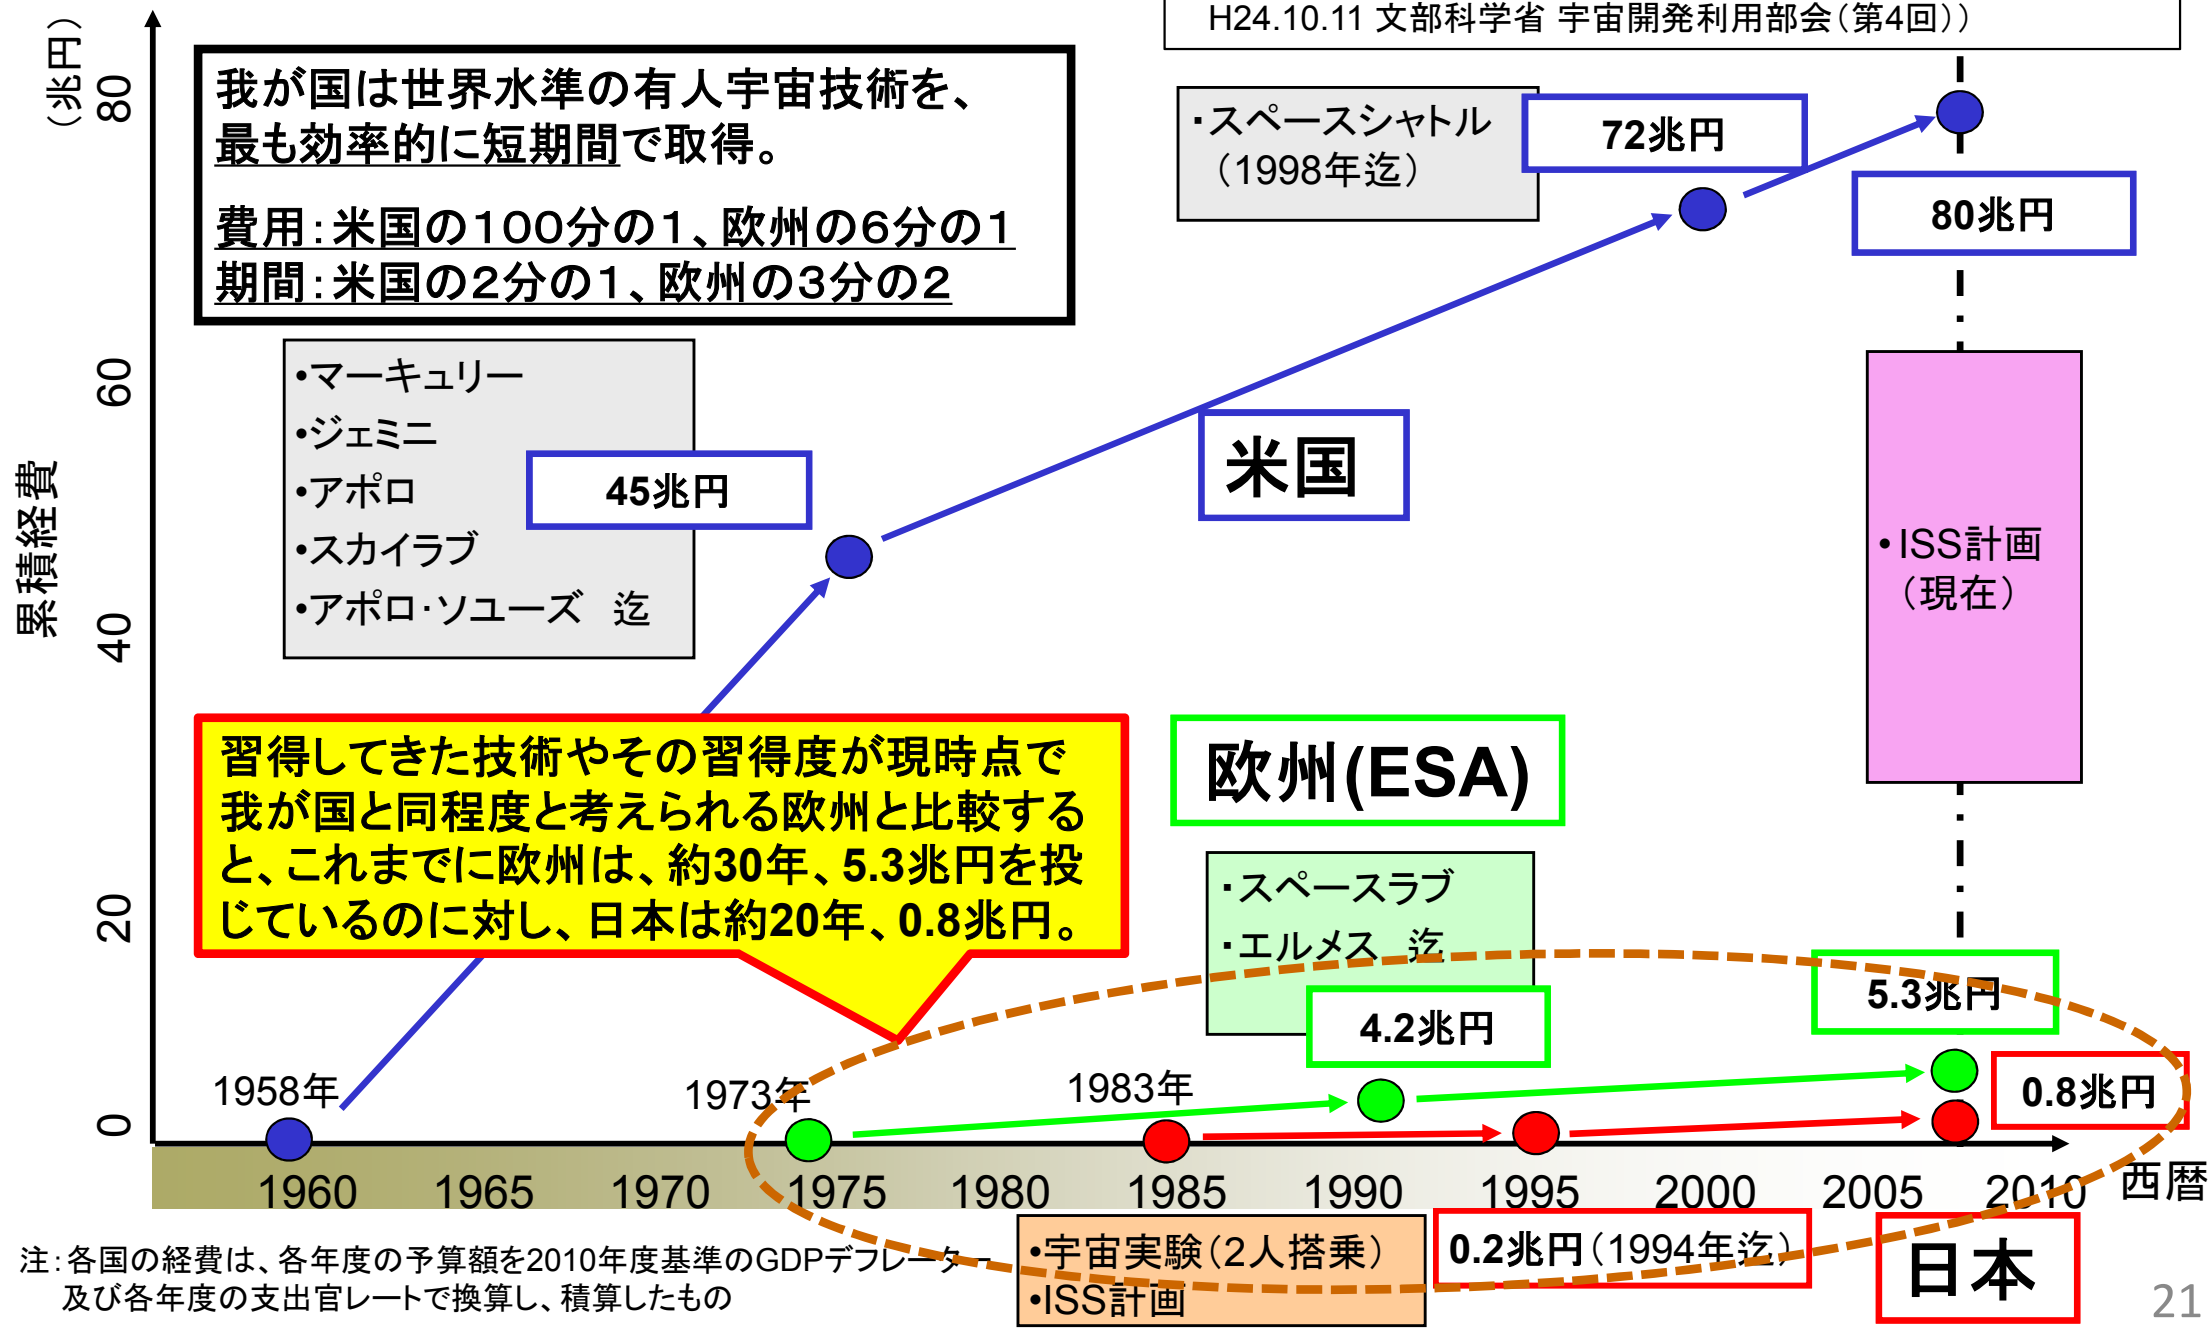 H24.10.11 文部科学省 宇宙開発利用部会（第4回））
（兆円）
80
60
40
20
0
累積経費
我が国は世界水準の有人宇宙技術を、
最も効率的に短期間で取得。
費用：米国の１００分の１、欧州の６分の１
期間：米国の２分の１、欧州の３分の２
・スペースシャトル
（1998年迄）
72兆円
80兆円
•マーキュリー
•ジェミニ
•アポロ
•スカイラブ
•アポロ・ソユーズ　迄
45兆円
米国
•ISS計画
（現在）
習得してきた技術やその習得度が現時点で
我が国と同程度と考えられる欧州と比較する
と、これまでに欧州は、約30年、5.3兆円を投
じているのに対し、日本は約20年、0.8兆円。
欧州(ESA)
・スペースラブ
・エルメス　迄
4.2兆円
5.3兆円
0.8兆円
1958年
1973年
1983年
1960 1965 1970 1975 1980 1985 1990 1995 2000 2005 2010 西暦
•宇宙実験（2人搭乗）
•ISS計画
0.2兆円（1994年迄）
日本
注：各国の経費は、各年度の予算額を2010年度基準のGDPデフレーター
及び各年度の支出官レートで換算し、積算したもの
21